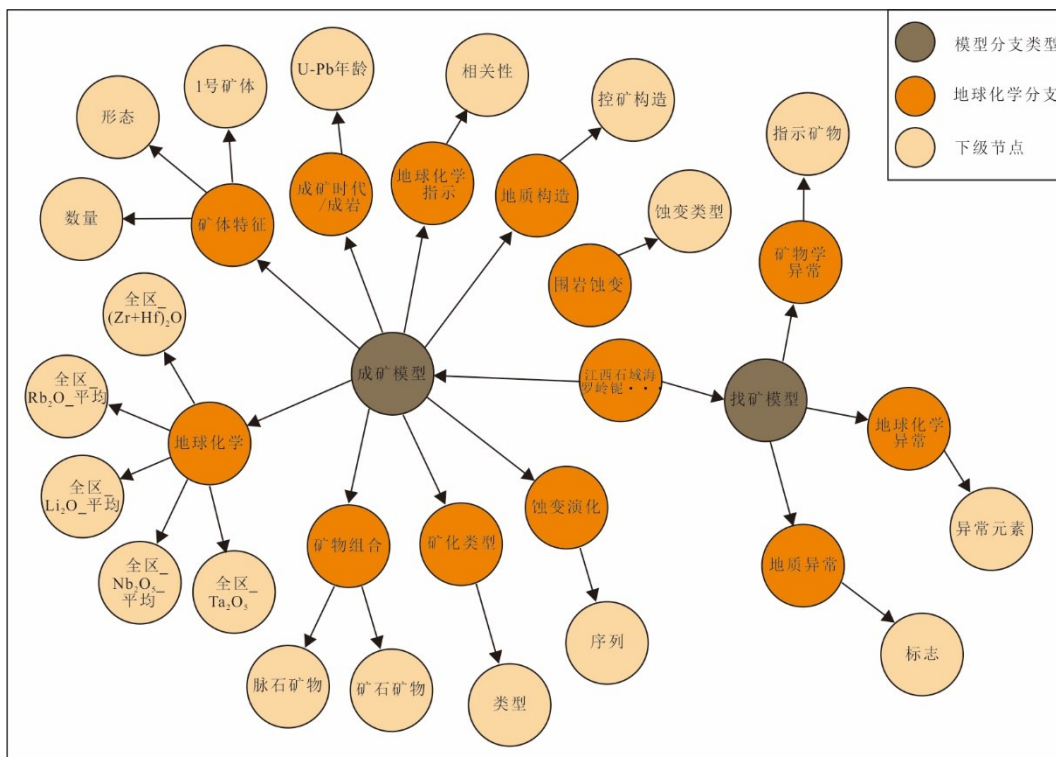 模型分支类型
地球化学分支
下级节点
U-Pb年龄
相关性
1号矿体
控矿构造
形态
指示矿物
成矿时代
/成岩
地球化学
指示
地质构造
蚀变类型
数量
矿体特征
矿物学
异常
围岩蚀变
全区_
(Zr+Hf)₂O
成矿模型
江西石域海
罗岭铌··
找矿模型
全区_
Rb₂O_平均
地球化学
地球化学
异常
全区_
Li₂O_平均
蚀变演化
矿物组合
矿化类型
异常元素
地质异常
全区_
Nb₂O₅_
平均
全区_
Ta₂O₅
序列
标志
脉石矿物
矿石矿物
类型